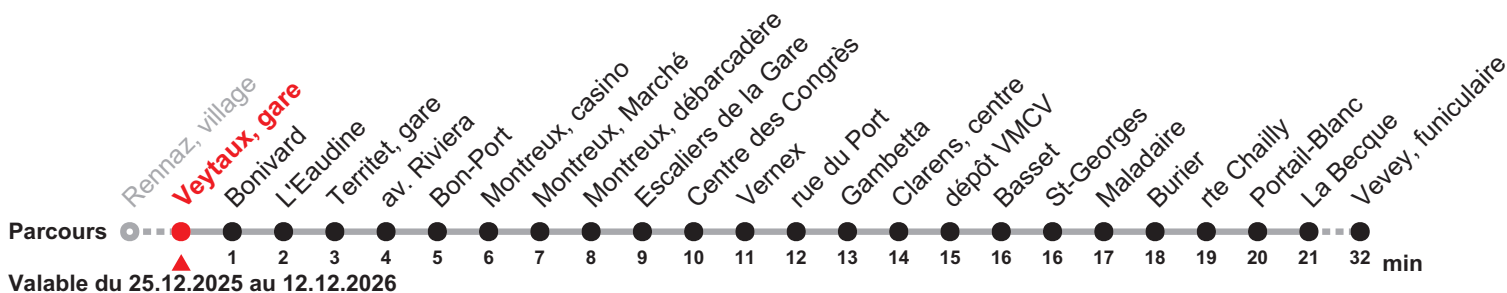 Rennaz, village
Veytaux, gare
Bonivard
L'Eaudine
Territet, gare
av. Riviera
Bon-Port
Montreux, casino
Montreux, Marché
Montreux, débarcadère
Escaliers de la Gare
Centre des Congrès
Vernex
rue du Port
Gambetta
Clarens, centre
dépôt VMCV
Basset
St-Georges
Maladaire
Burier
rte Chailly
Portail-Blanc
La Becque
Vevey, funiculaire
Parcours
1 2 3 4 5 6 7 8 9 10 11 12 13 14 15 16 16 17 18 19 20 21 32 min
Valable du 25.12.2025 au 12.12.2026